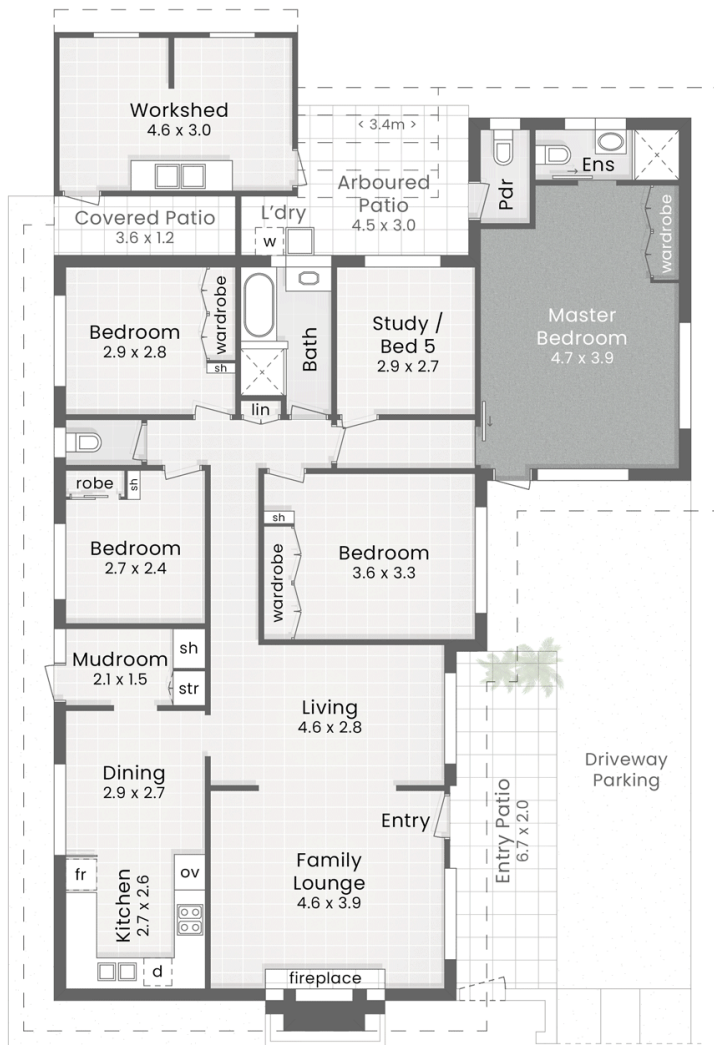 Workshed
4.6 x 3.0
< 3.4m >
Arboured
Patio
4.5 x 3.0
Pdr
Ens
wardrobe
Covered Patio
3.6 x 1.2
L'dry
w
Bedroom
2.9 x 2.8
wardrobe
sh
Bath
lin
Study /
Bed 5
2.9 x 2.7
Master
Bedroom
4.7 x 3.9
robe
sh
Bedroom
2.7 x 2.4
sh
wardrobe
Bedroom
3.6 x 3.3
Mudroom
2.1 x 1.5
sh
str
Living
4.6 x 2.8
Dining
2.9 x 2.7
Driveway
Parking
Entry
Entry Patio
6.7 x 2.0
Family
Lounge
4.6 x 3.9
fr
Kitchen
2.7 x 2.6
ov
d
fireplace